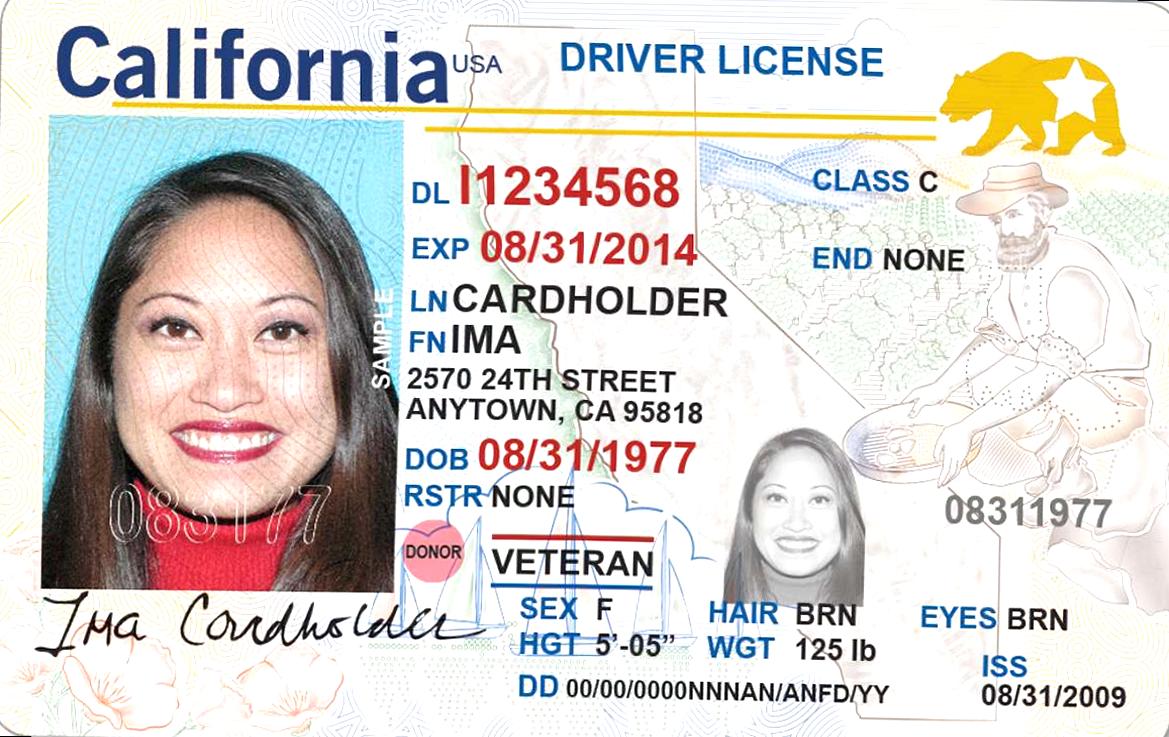 California USA DRIVER LICENSE
DL I1234568
CLASS C
EXP 08/31/2014
END NONE
LN CARDHOLDER
FN IMA
SAMPLE
2570 24TH STREET
ANYTOWN, CA 95818
DOB 08/31/1977
RSTR NONE
083177
08311977
DONOR
VETERAN
Ima Cardholder
SEX F HAIR BRN EYES BRN
HGT 5'-05" WGT 125 lb
ISS
DD 00/00/0000NNNAN/ANFD/YY 08/31/2009